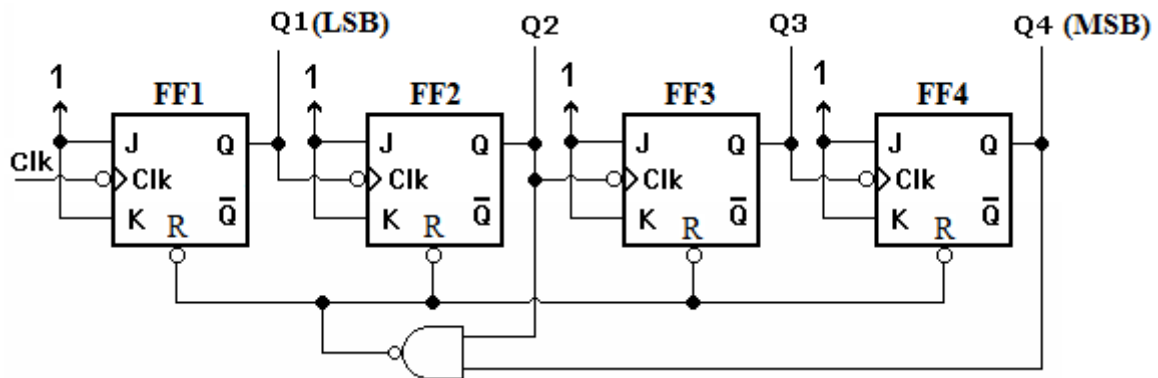 Q1 (LSB) Q2 Q3 Q4 (MSB)
1 1 1 1
FF1 FF2 FF3 FF4
J Q J Q J Q J Q
Clk Clk Clk Clk Clk
K Q̅ K Q̅ K Q̅ K Q̅
R R R R